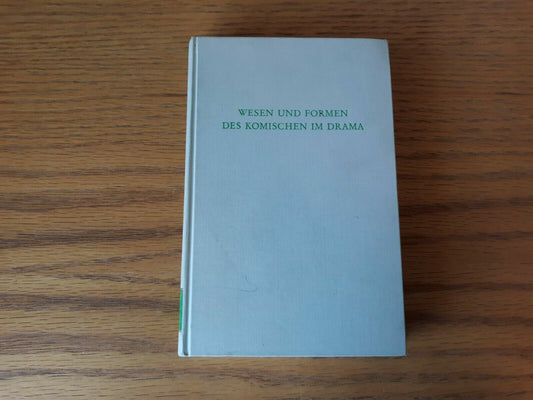 WESEN UND FORMEN
DES KOMISCHEN IM DRAMA